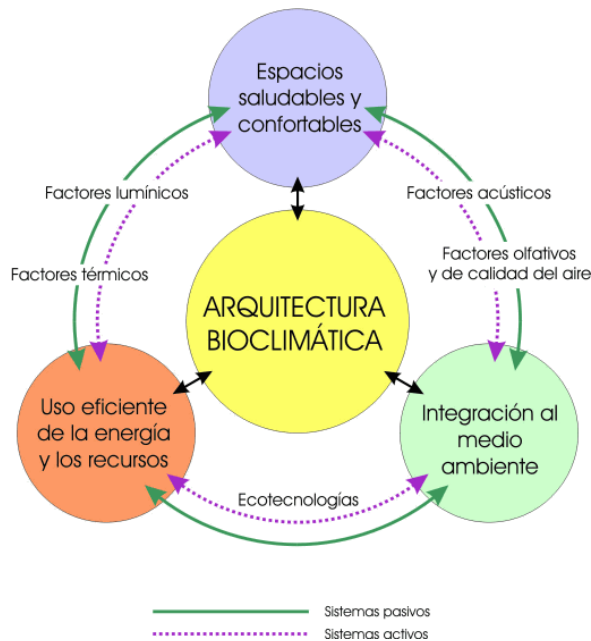 Espacios
saludables y
confortables
Factores lumínicos
Factores acústicos
Factores térmicos
Factores olfativos
y de calidad del aire
ARQUITECTURA
BIOCLIMÁTICA
Uso eficiente
de la energía
y los recursos
Integración al
medio
ambiente
Ecotecnologías
Sistemas pasivos
Sistemas activos